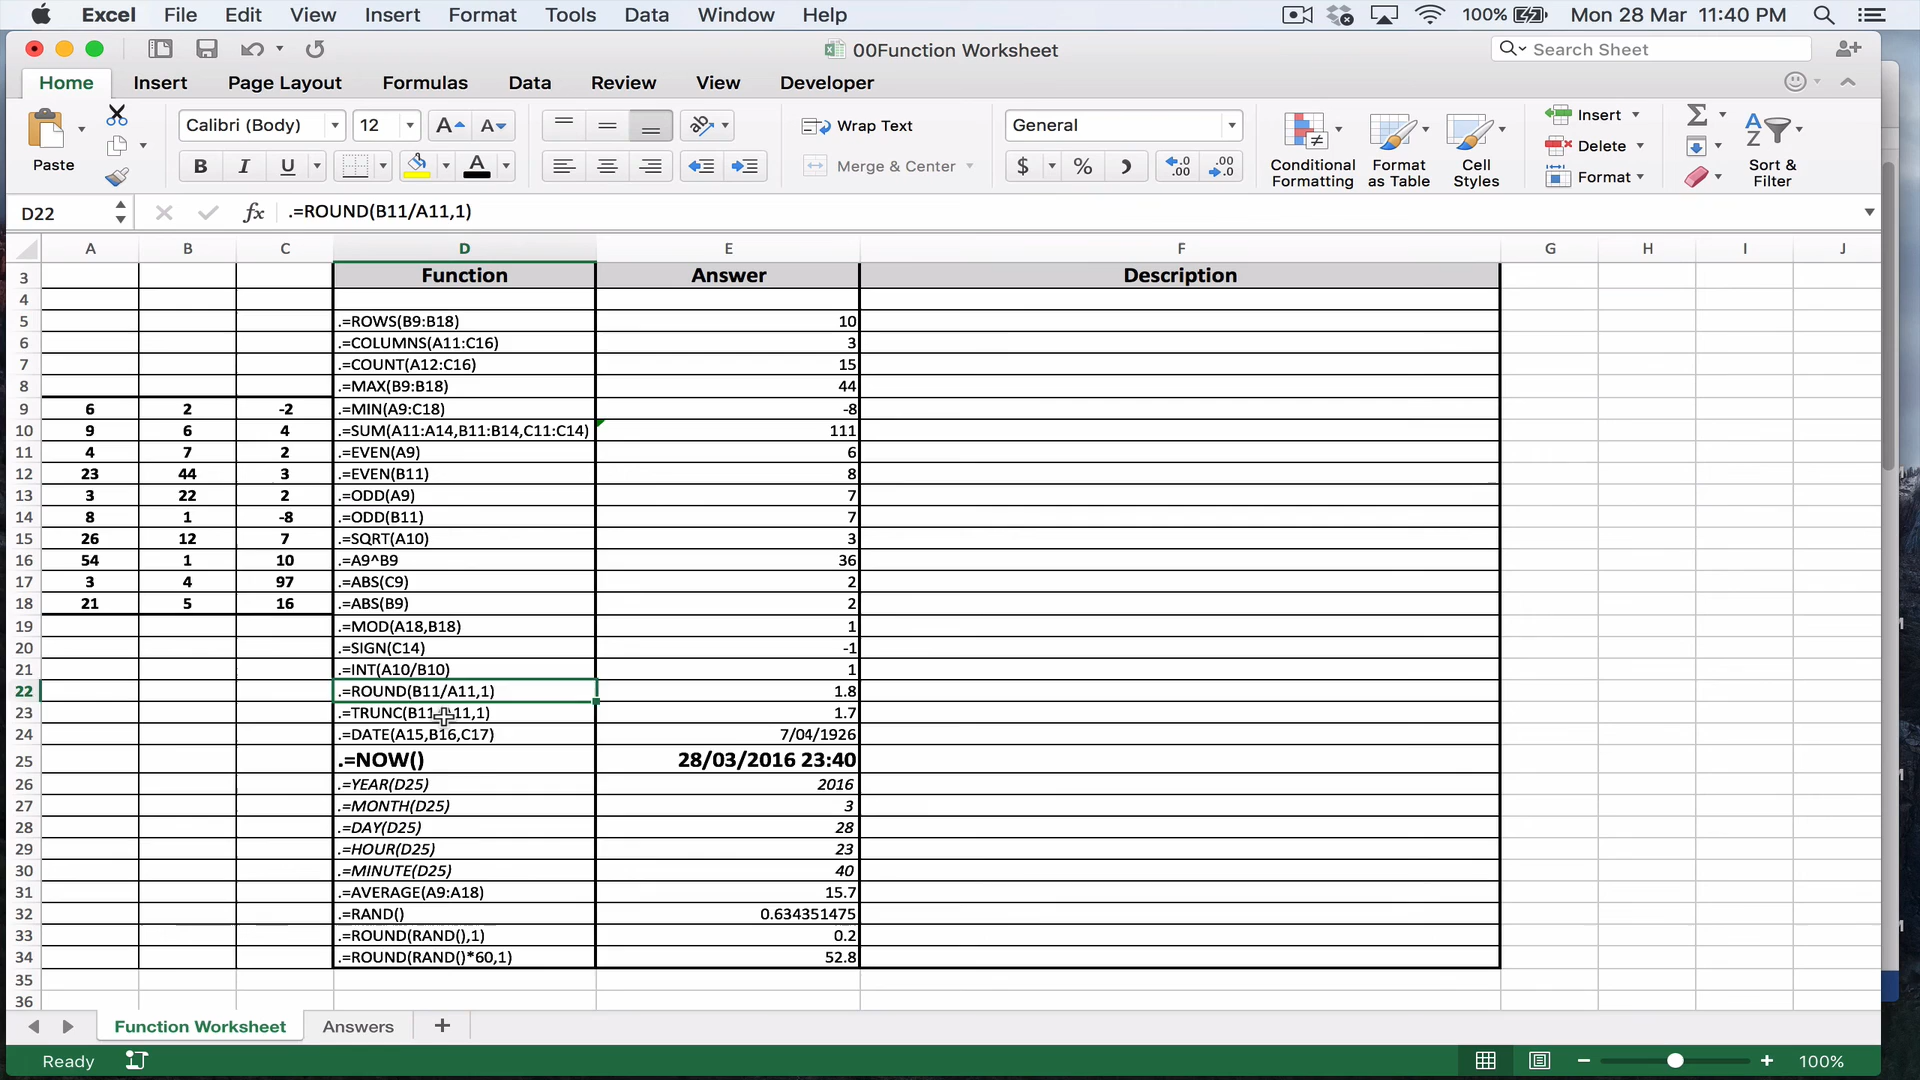 Excel File Edit View Insert Format Tools Data Window Help 100% Mon 28 Mar 11:40 PM
00Function Worksheet
Search Sheet
Home Insert Page Layout Formulas Data Review View Developer
Paste
Calibri (Body) 12 A A ab Wrap Text General
B I U A Merge & Center $ % .0 .00 .00 .0
Conditional Formatting
Format as Table
Cell Styles
Insert
Delete
Format
Sort & Filter
D22 fx .=ROUND(B11/A11,1)
A B C D E F G H I J
3 Function Answer Description
4
5 .=ROWS(B9:B18) 10
6 .=COLUMNS(A11:C16) 3
7 .=COUNT(A12:C16) 15
8 .=MAX(B9:B18) 44
9 6 2 -2 .=MIN(A9:C18) -8
10 9 6 4 .=SUM(A11:A14,B11:B14,C11:C14) 111
11 4 7 2 .=EVEN(A9) 6
12 23 44 3 .=EVEN(B11) 8
13 3 22 2 .=ODD(A9) 7
14 8 1 -8 .=ODD(B11) 7
15 26 12 7 .=SQRT(A10) 3
16 54 1 10 .=A9^B9 36
17 3 4 97 .=ABS(C9) 2
18 21 5 16 .=ABS(B9) 2
19 .=MOD(A18,B18) 1
20 .=SIGN(C14) -1
21 .=INT(A10/B10) 1
22 .=ROUND(B11/A11,1) 1.8
23 .=TRUNC(B11/A11,1) 1.7
24 .=DATE(A15,B16,C17) 7/04/1926
25 .=NOW() 28/03/2016 23:40
26 .=YEAR(D25) 2016
27 .=MONTH(D25) 3
28 .=DAY(D25) 28
29 .=HOUR(D25) 23
30 .=MINUTE(D25) 40
31 .=AVERAGE(A9:A18) 15.7
32 .=RAND() 0.634351475
33 .=ROUND(RAND(),1) 0.2
34 .=ROUND(RAND()*60,1) 52.8
35
36
Function Worksheet Answers +
Ready 100%